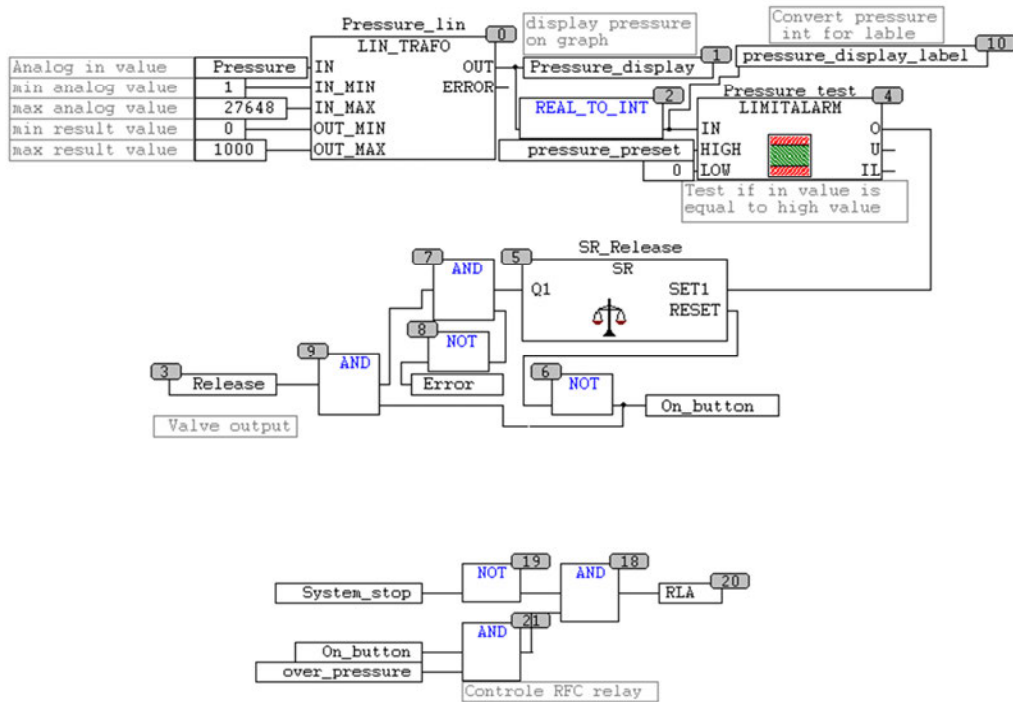 Pressure_lin
0
LIN_TRAFO
Analog in value
Pressure
IN
OUT
min analog value
1
IN_MIN
ERROR
max analog value
27648
IN_MAX
min result value
0
OUT_MIN
max result value
1000
OUT_MAX
display pressure
on graph
1
Pressure_display
Convert pressure
int for lable
10
pressure_display_label
2
REAL_TO_INT
Pressure_test
4
LIMITALARM
IN
O
pressure_preset
HIGH
U
0
LOW
IL
Test if in value is
equal to high value
SR_Release
7
AND
5
SR
Q1
SET1
RESET
8
NOT
9
AND
3
Release
Error
6
NOT
On_button
Valve output
19
NOT
18
AND
System_stop
20
RLA
21
AND
On_button
over_pressure
Controle RFC relay